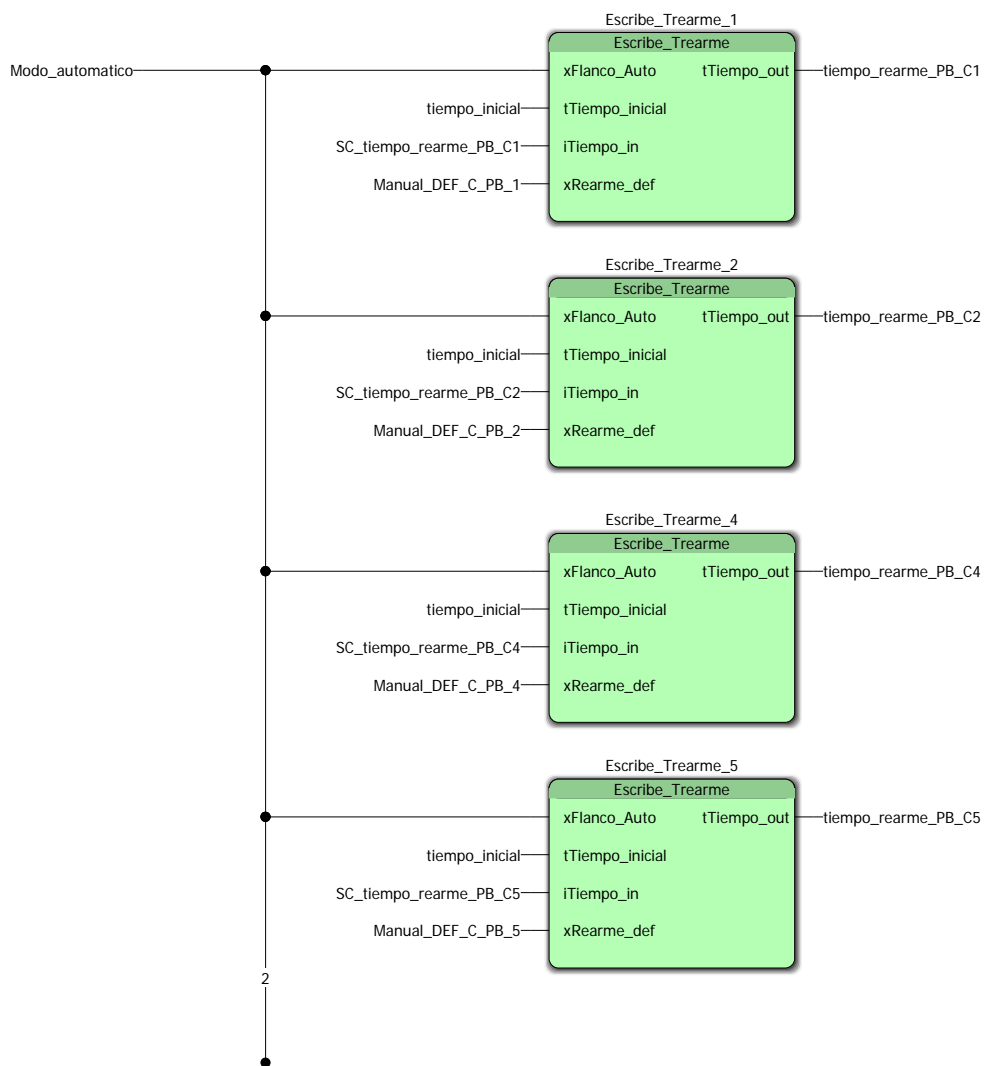 Escribe_Trearme_1
Escribe_Trearme
Modo_automatico xFlanco_Auto tTiempo_out tiempo_rearme_PB_C1
tiempo_inicial tTiempo_inicial
SC_tiempo_rearme_PB_C1 iTiempo_in
Manual_DEF_C_PB_1 xRearme_def
Escribe_Trearme_2
Escribe_Trearme
xFlanco_Auto tTiempo_out tiempo_rearme_PB_C2
tiempo_inicial tTiempo_inicial
SC_tiempo_rearme_PB_C2 iTiempo_in
Manual_DEF_C_PB_2 xRearme_def
Escribe_Trearme_4
Escribe_Trearme
xFlanco_Auto tTiempo_out tiempo_rearme_PB_C4
tiempo_inicial tTiempo_inicial
SC_tiempo_rearme_PB_C4 iTiempo_in
Manual_DEF_C_PB_4 xRearme_def
Escribe_Trearme_5
Escribe_Trearme
xFlanco_Auto tTiempo_out tiempo_rearme_PB_C5
tiempo_inicial tTiempo_inicial
SC_tiempo_rearme_PB_C5 iTiempo_in
Manual_DEF_C_PB_5 xRearme_def
2